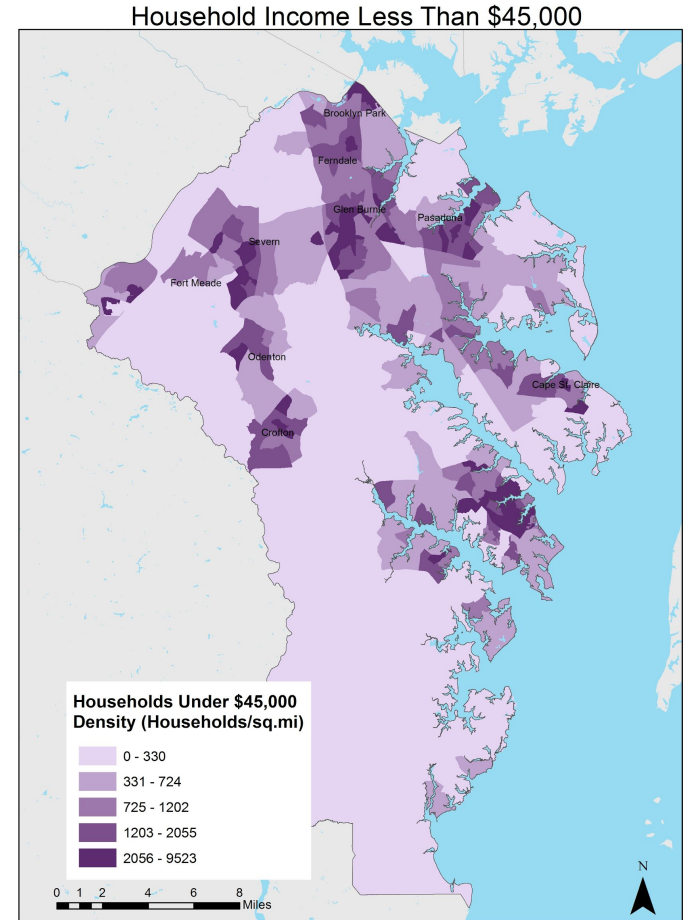 Household Income Less Than $45,000
Brooklyn Park
Ferndale
Glen Burnie
Pasadena
Severn
Fort Meade
Odenton
Cape St. Claire
Crofton
Households Under $45,000
Density (Households/sq.mi)
0 - 330
331 - 724
725 - 1202
1203 - 2055
2056 - 9523
0 1 2 4 6 8
Miles
N